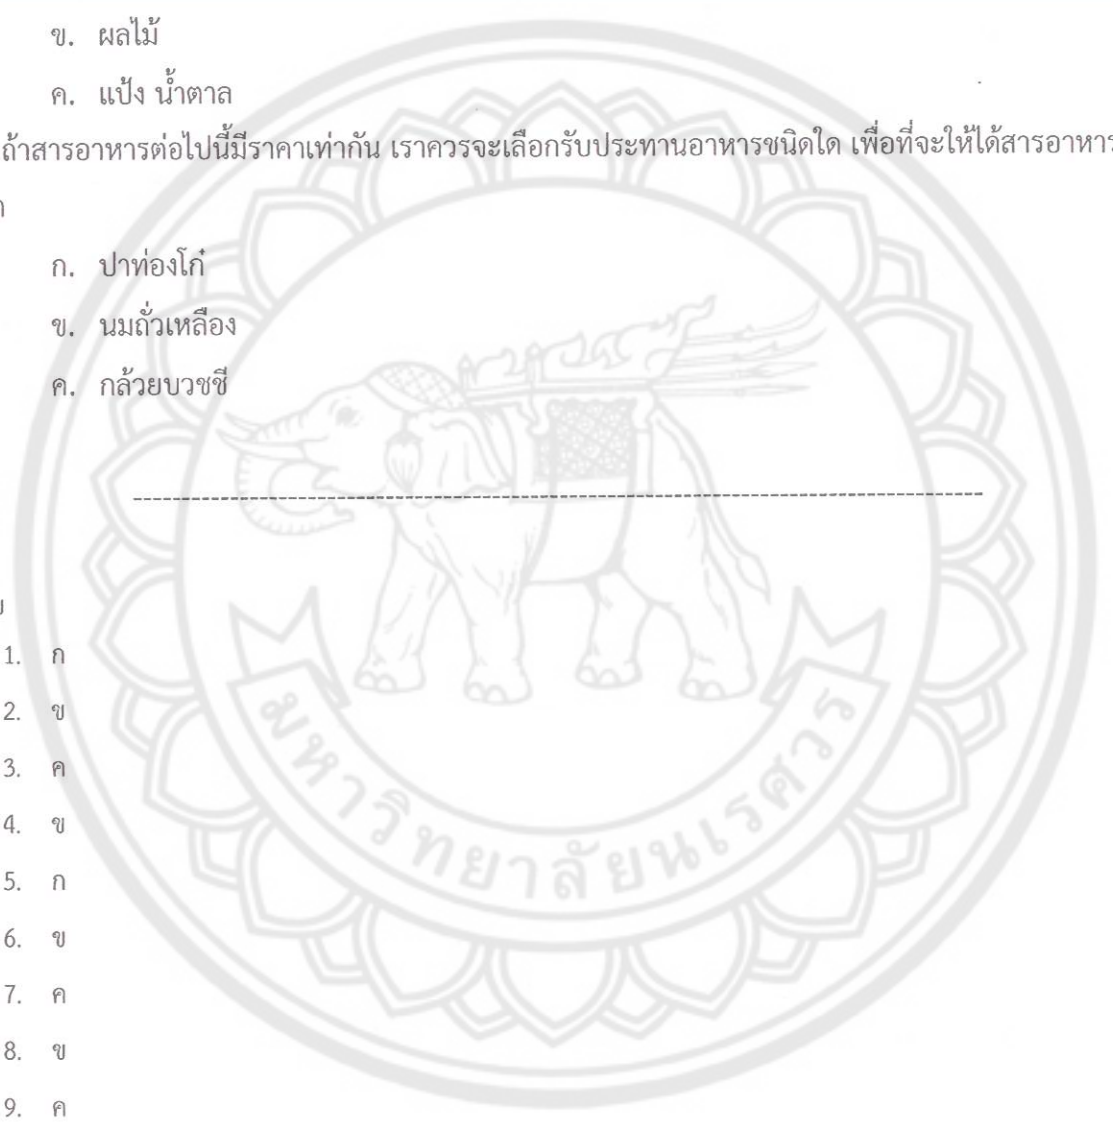 ข. ผลไม้
ค. แป้ง น้ำตาล
ถ้าสารอาหารต่อไปนี้มีราคาเท่ากัน เราควรจะเลือกรับประทานอาหารชนิดใด เพื่อที่จะให้ได้สารอาหาร
ก. ปาท่องโก๋
ข. นมถั่วเหลือง
ค. กล้วยบวชชี
1. ก
2. ข
3. ค
4. ข
5. ก
6. ข
7. ค
8. ข
9. ค
มหาวิทยาลัยนเรศวร